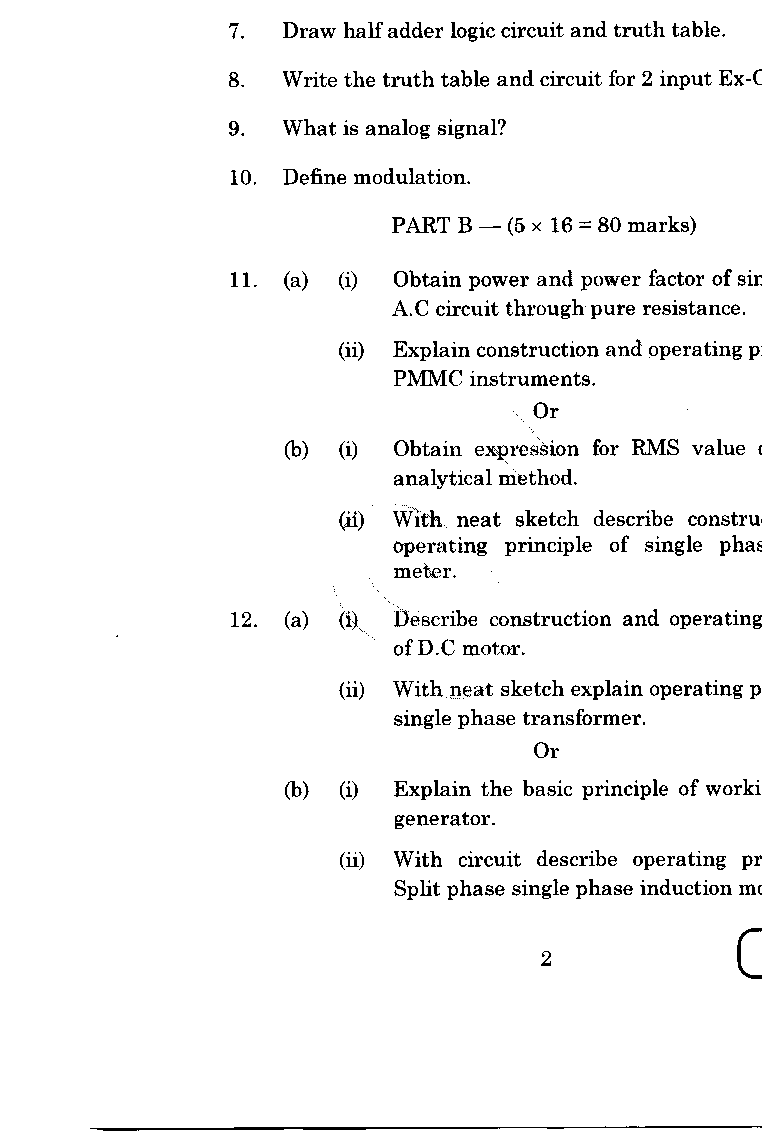 7. Draw half adder logic circuit and truth table.
8. Write the truth table and circuit for 2 input
9. What is analog signal?
10. Define modulation.
PART B — (5 × 16 = 80 marks)
11. (a) (i) Obtain power and power factor of
A.C circuit through pure resistance.
(ii) Explain construction and operating
PMMC instruments.
Or
(b) (i) Obtain expression for RMS value
analytical method.
(ii) With neat sketch describe
operating principle of single
meter.
12. (a) (i) Describe construction and operating
of D.C motor.
(ii) With neat sketch explain operating
single phase transformer.
Or
(b) (i) Explain the basic principle of
generator.
(ii) With circuit describe operating
Split phase single phase induction
2